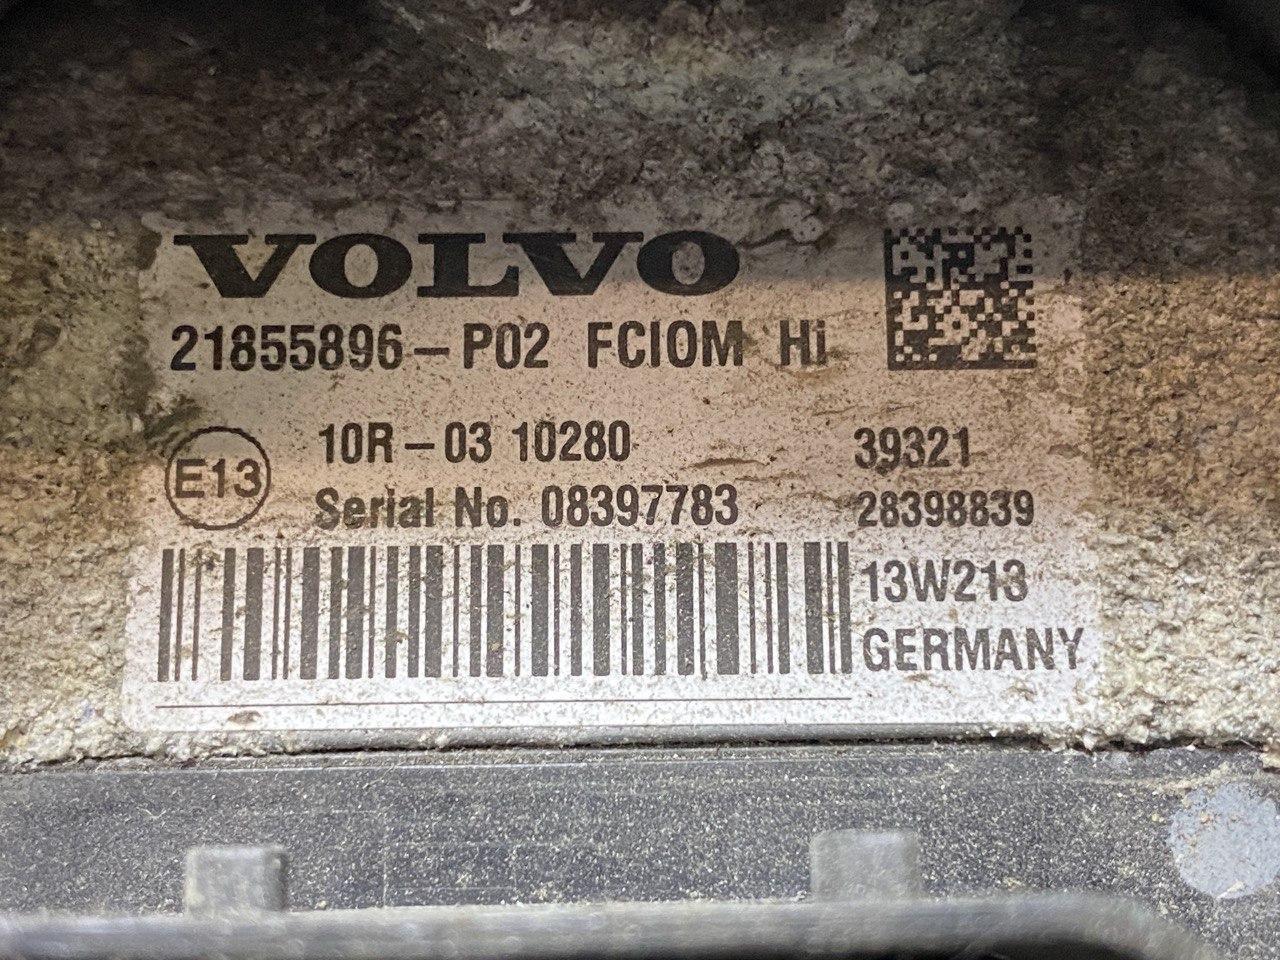 VOLVO
21855896-P02 FCIOM Hi
10R-03 10280
39321
E13
Serial No. 08397783
28398839
13W213
GERMANY